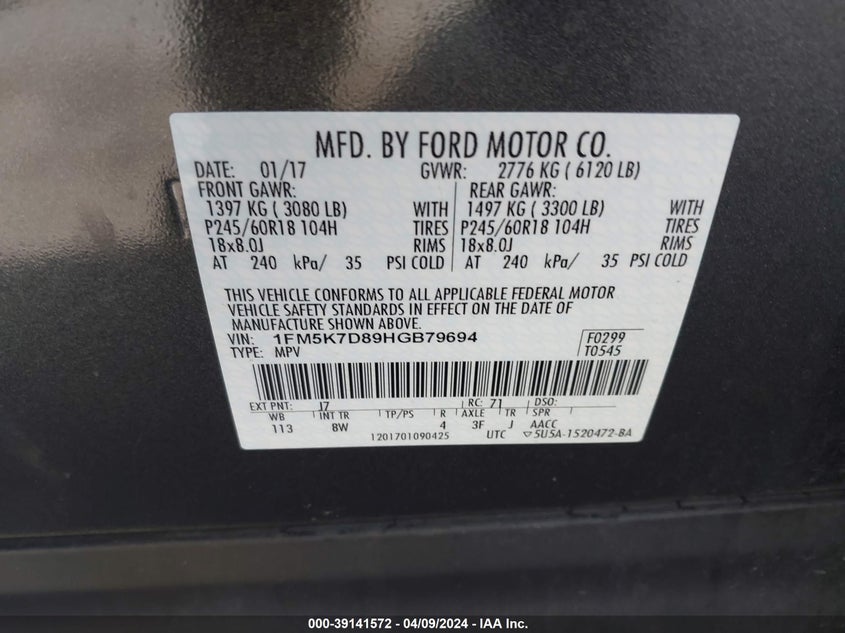 MFD. BY FORD MOTOR CO.
DATE: 01/17 GVWR: 2776 KG ( 6120 LB)
FRONT GAWR: REAR GAWR:
1397 KG ( 3080 LB) WITH 1497 KG ( 3300 LB) WITH
P245/60R18 104H TIRES P245/60R18 104H TIRES
18x8.0J RIMS 18x8.0J RIMS
AT 240 kPa/ 35 PSI COLD AT 240 kPa/ 35 PSI COLD
THIS VEHICLE CONFORMS TO ALL APPLICABLE FEDERAL MOTOR
VEHICLE SAFETY STANDARDS IN EFFECT ON THE DATE OF
MANUFACTURE SHOWN ABOVE.
VIN: 1FM5K7D89HGB79694 F0299
TYPE: MPV T0545
EXT PNT: J7 RC: 71 DSO:
WB INT TR TP/PS R AXLE TR SPR
113 8W 4 3F J AACC
1201701090425 UTC ▽5U5A-1520472-BA
000-39141572 - 04/09/2024 - IAA Inc.